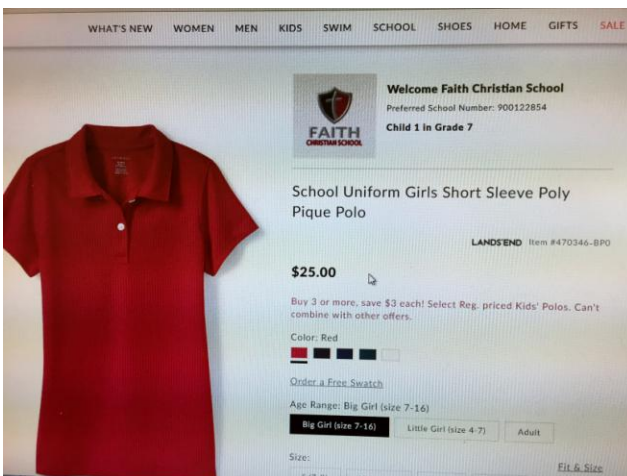 WHAT'S NEW WOMEN MEN KIDS SWIM SCHOOL SHOES HOME GIFTS SALE
Welcome Faith Christian School
Preferred School Number: 900122854
Child 1 in Grade 7
FAITH
CHRISTIAN SCHOOL
School Uniform Girls Short Sleeve Poly
Pique Polo
LANDS'END Item #470346-BP0
$25.00
Buy 3 or more, save $3 each! Select Reg. priced Kids' Polos. Can't
combine with other offers.
Color: Red
Order a Free Swatch
Age Range: Big Girl (size 7-16)
Big Girl (size 7-16) Little Girl (size 4-7) Adult
Size:
Fit & Size